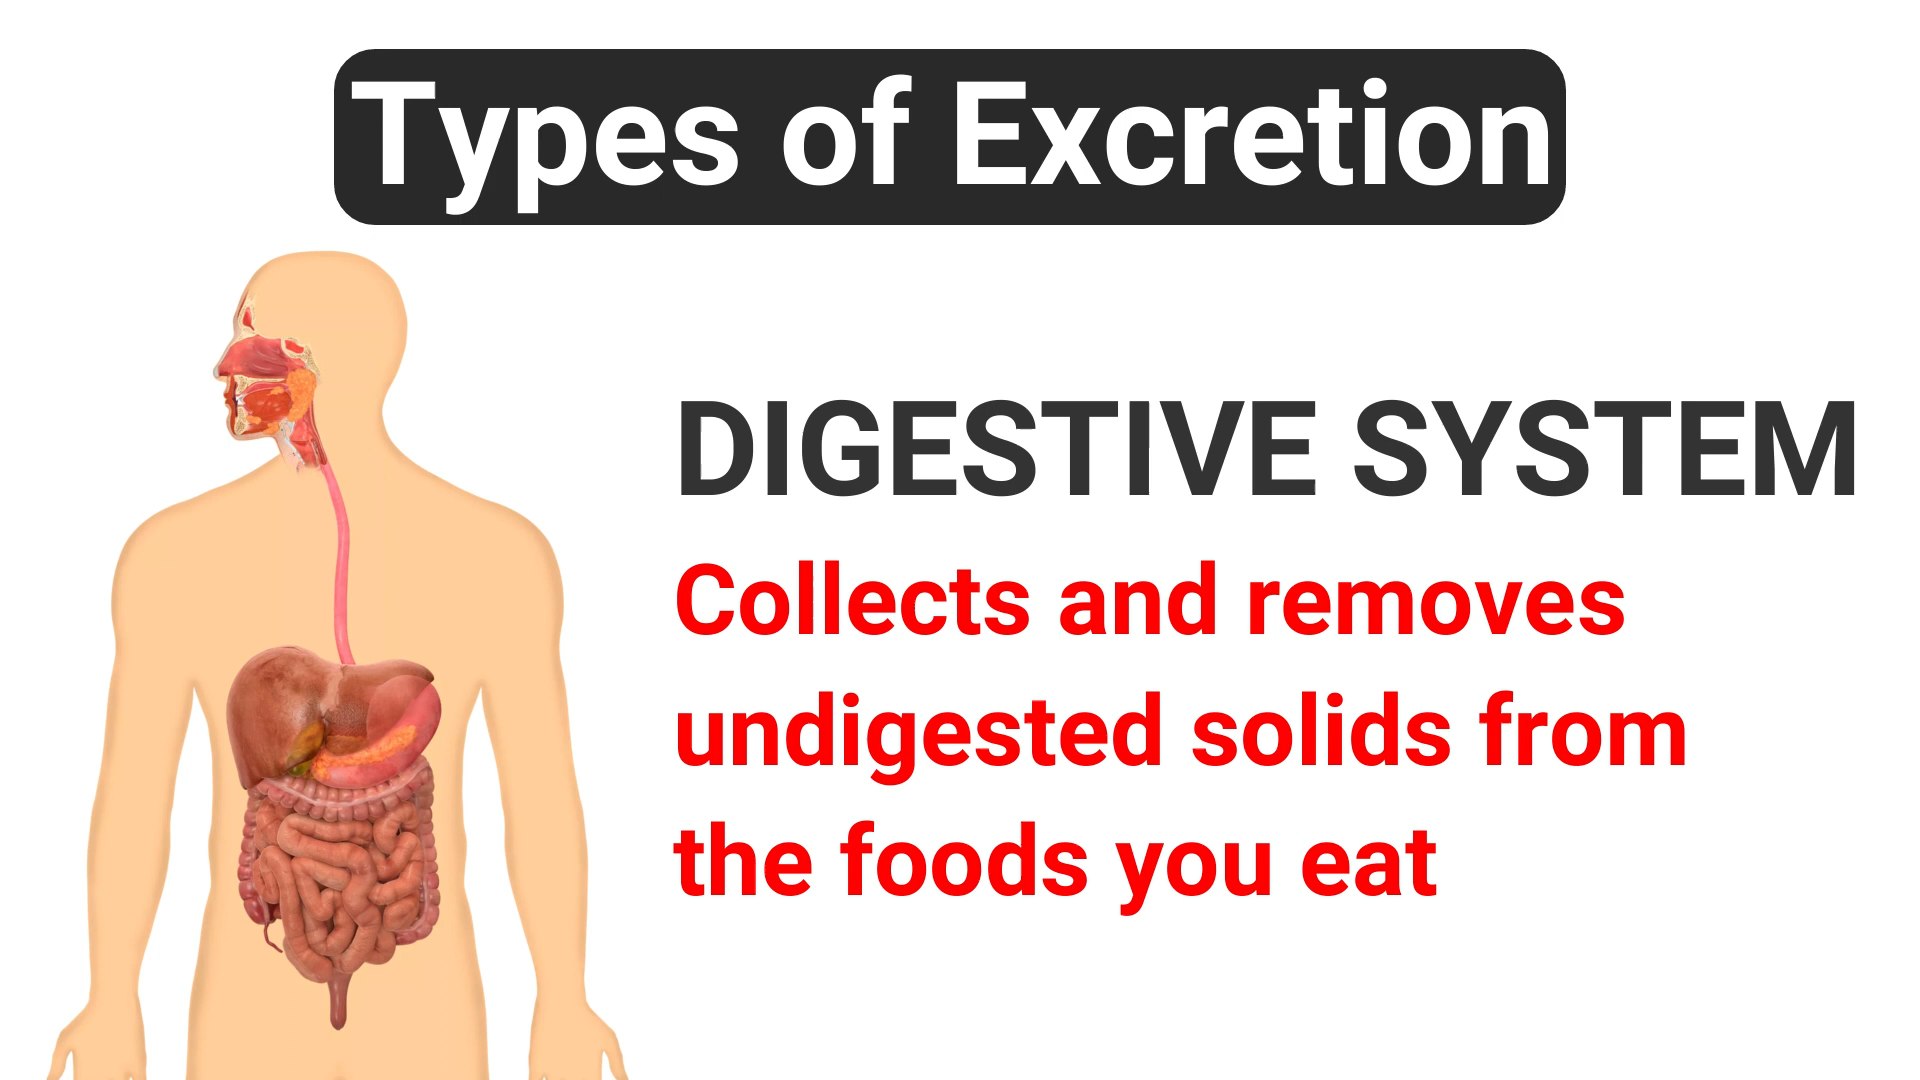 Types of Excretion
DIGESTIVE SYSTEM
Collects and removes
undigested solids from
the foods you eat